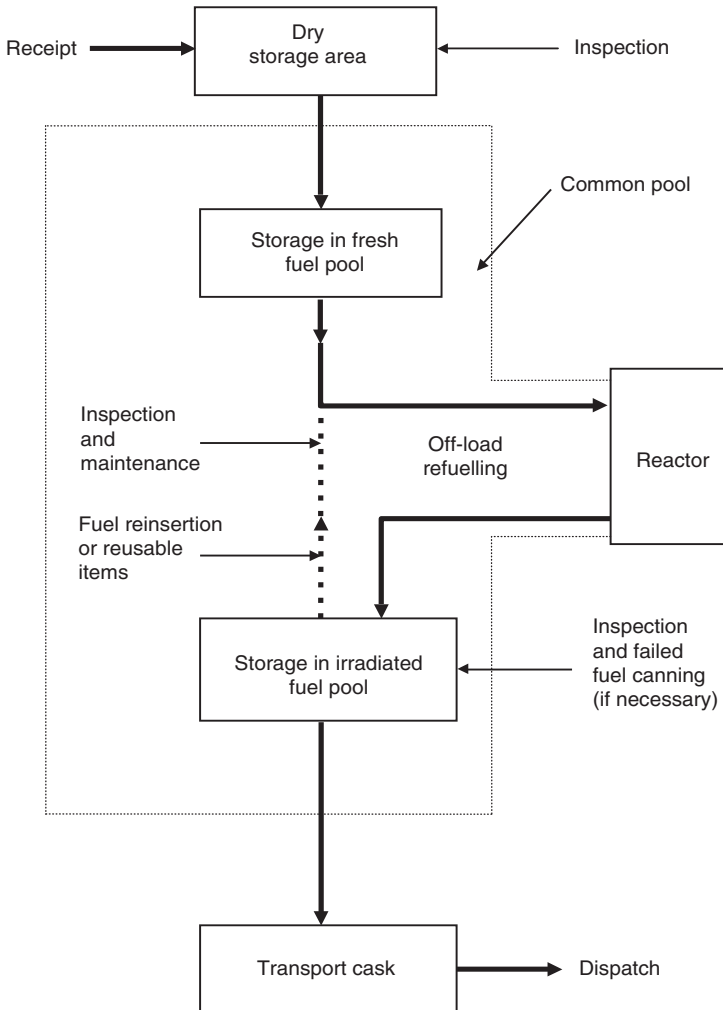 Receipt
Dry
storage area
Inspection
Common pool
Storage in fresh
fuel pool
Inspection
and
maintenance
Off-load
refuelling
Reactor
Fuel reinsertion
or reusable
items
Storage in irradiated
fuel pool
Inspection
and failed
fuel canning
(if necessary)
Transport cask
Dispatch